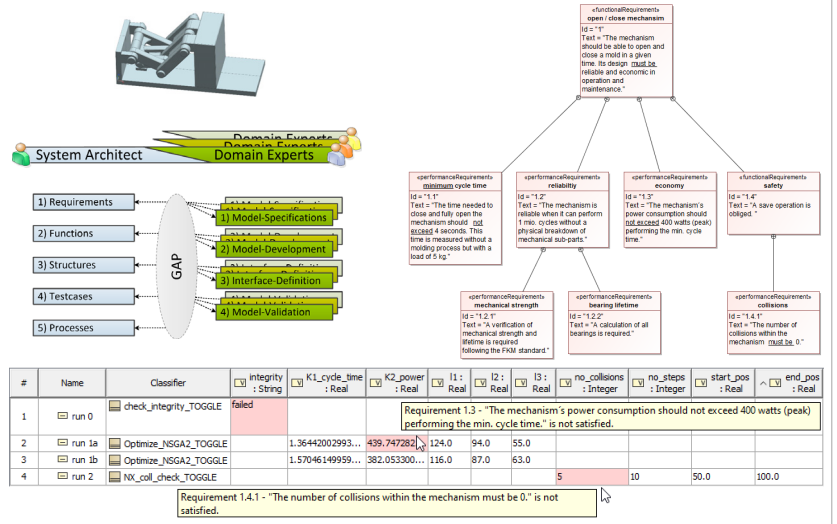 «functionalRequirement»
open / close mechansim
Id = "1"
Text = "The mechanism
should be able to open and
close a mold in a given
time. Its design must be
reliable and economic in
operation and
maintenance."
Domain Experts
Domain Experts
System Architect
Domain Experts
1) Requirements
2) Functions
3) Structures
4) Testcases
5) Processes
GAP
1) Model-Specifications
2) Model-Development
3) Interface-Definition
4) Model-Validation
«performanceRequirement»
minimum cycle time
Id = "1.1"
Text = "The time needed to
close and fully open the
mechanism should not
exceed 4 seconds. This
time is measured without a
molding process but with a
load of 5 kg."
«performanceRequirement»
reliabiltiy
Id = "1.2"
Text = "The mechanism is
reliable when it can perform
1 mio. cycles without a
physical breakdown of
mechanical sub-parts."
«performanceRequirement»
economy
Id = "1.3"
Text = "The mechanism´s
power consumption should
not exceed 400 watts (peak)
performing the min. cycle
time."
«functionalRequirement»
safety
Id = "1.4"
Text = "A save operation is
obliged. "
«performanceRequirement»
mechanical strength
Id = "1.2.1"
Text = "A verification of
mechanical strength and
lifetime is required
following the FKM standard."
«performanceRequirement»
bearing lifetime
Id = "1.2.2"
Text = "A calculation of all
bearings is required."
«performanceRequirement»
collisions
Id = "1.4.1"
Text = "The number of
collisions within the
mechanism must be 0."
# Name Classifier integrity : String K1_cycle_time : Real K2_power : Real l1 : Real l2 : Real l3 : Real no_collisions : Integer no_steps : Integer start_pos : Real end_pos : Real
1 run 0 check_integrity_TOGGLE failed
Requirement 1.3 - "The mechanism´s power consumption should not exceed 400 watts (peak)
performing the min. cycle time." is not satisfied.
2 run 1a Optimize_NSGA2_TOGGLE 1.36442002993... 439.747282 124.0 94.0 55.0
3 run 1b Optimize_NSGA2_TOGGLE 1.57046149959... 382.053300... 116.0 87.0 63.0
4 run 2 NX_coll_check_TOGGLE 5 10 50.0 100.0
Requirement 1.4.1 - "The number of collisions within the mechanism must be 0." is not
satisfied.